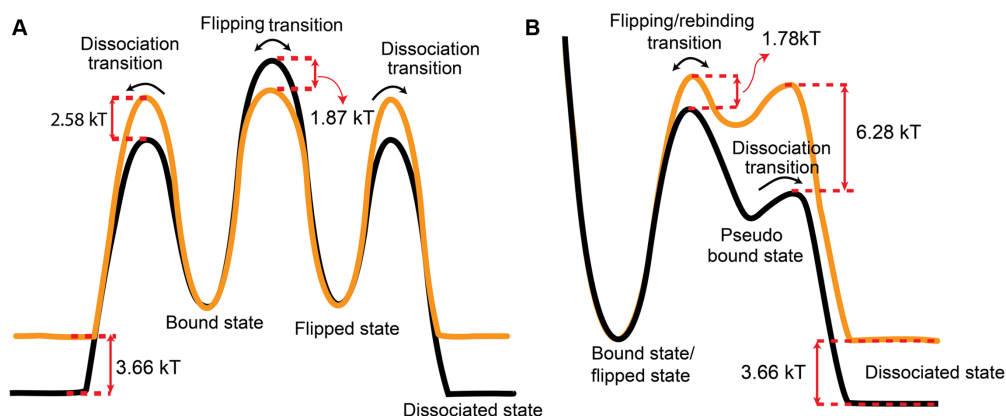 A
Dissociation
transition
Flipping transition
Dissociation
transition
2.58 kT
1.87 kT
Bound state
Flipped state
3.66 kT
Dissociated state
B
Flipping/rebinding
transition
1.78kT
6.28 kT
Dissociation
transition
Pseudo
bound state
Bound state/
flipped state
3.66 kT
Dissociated state